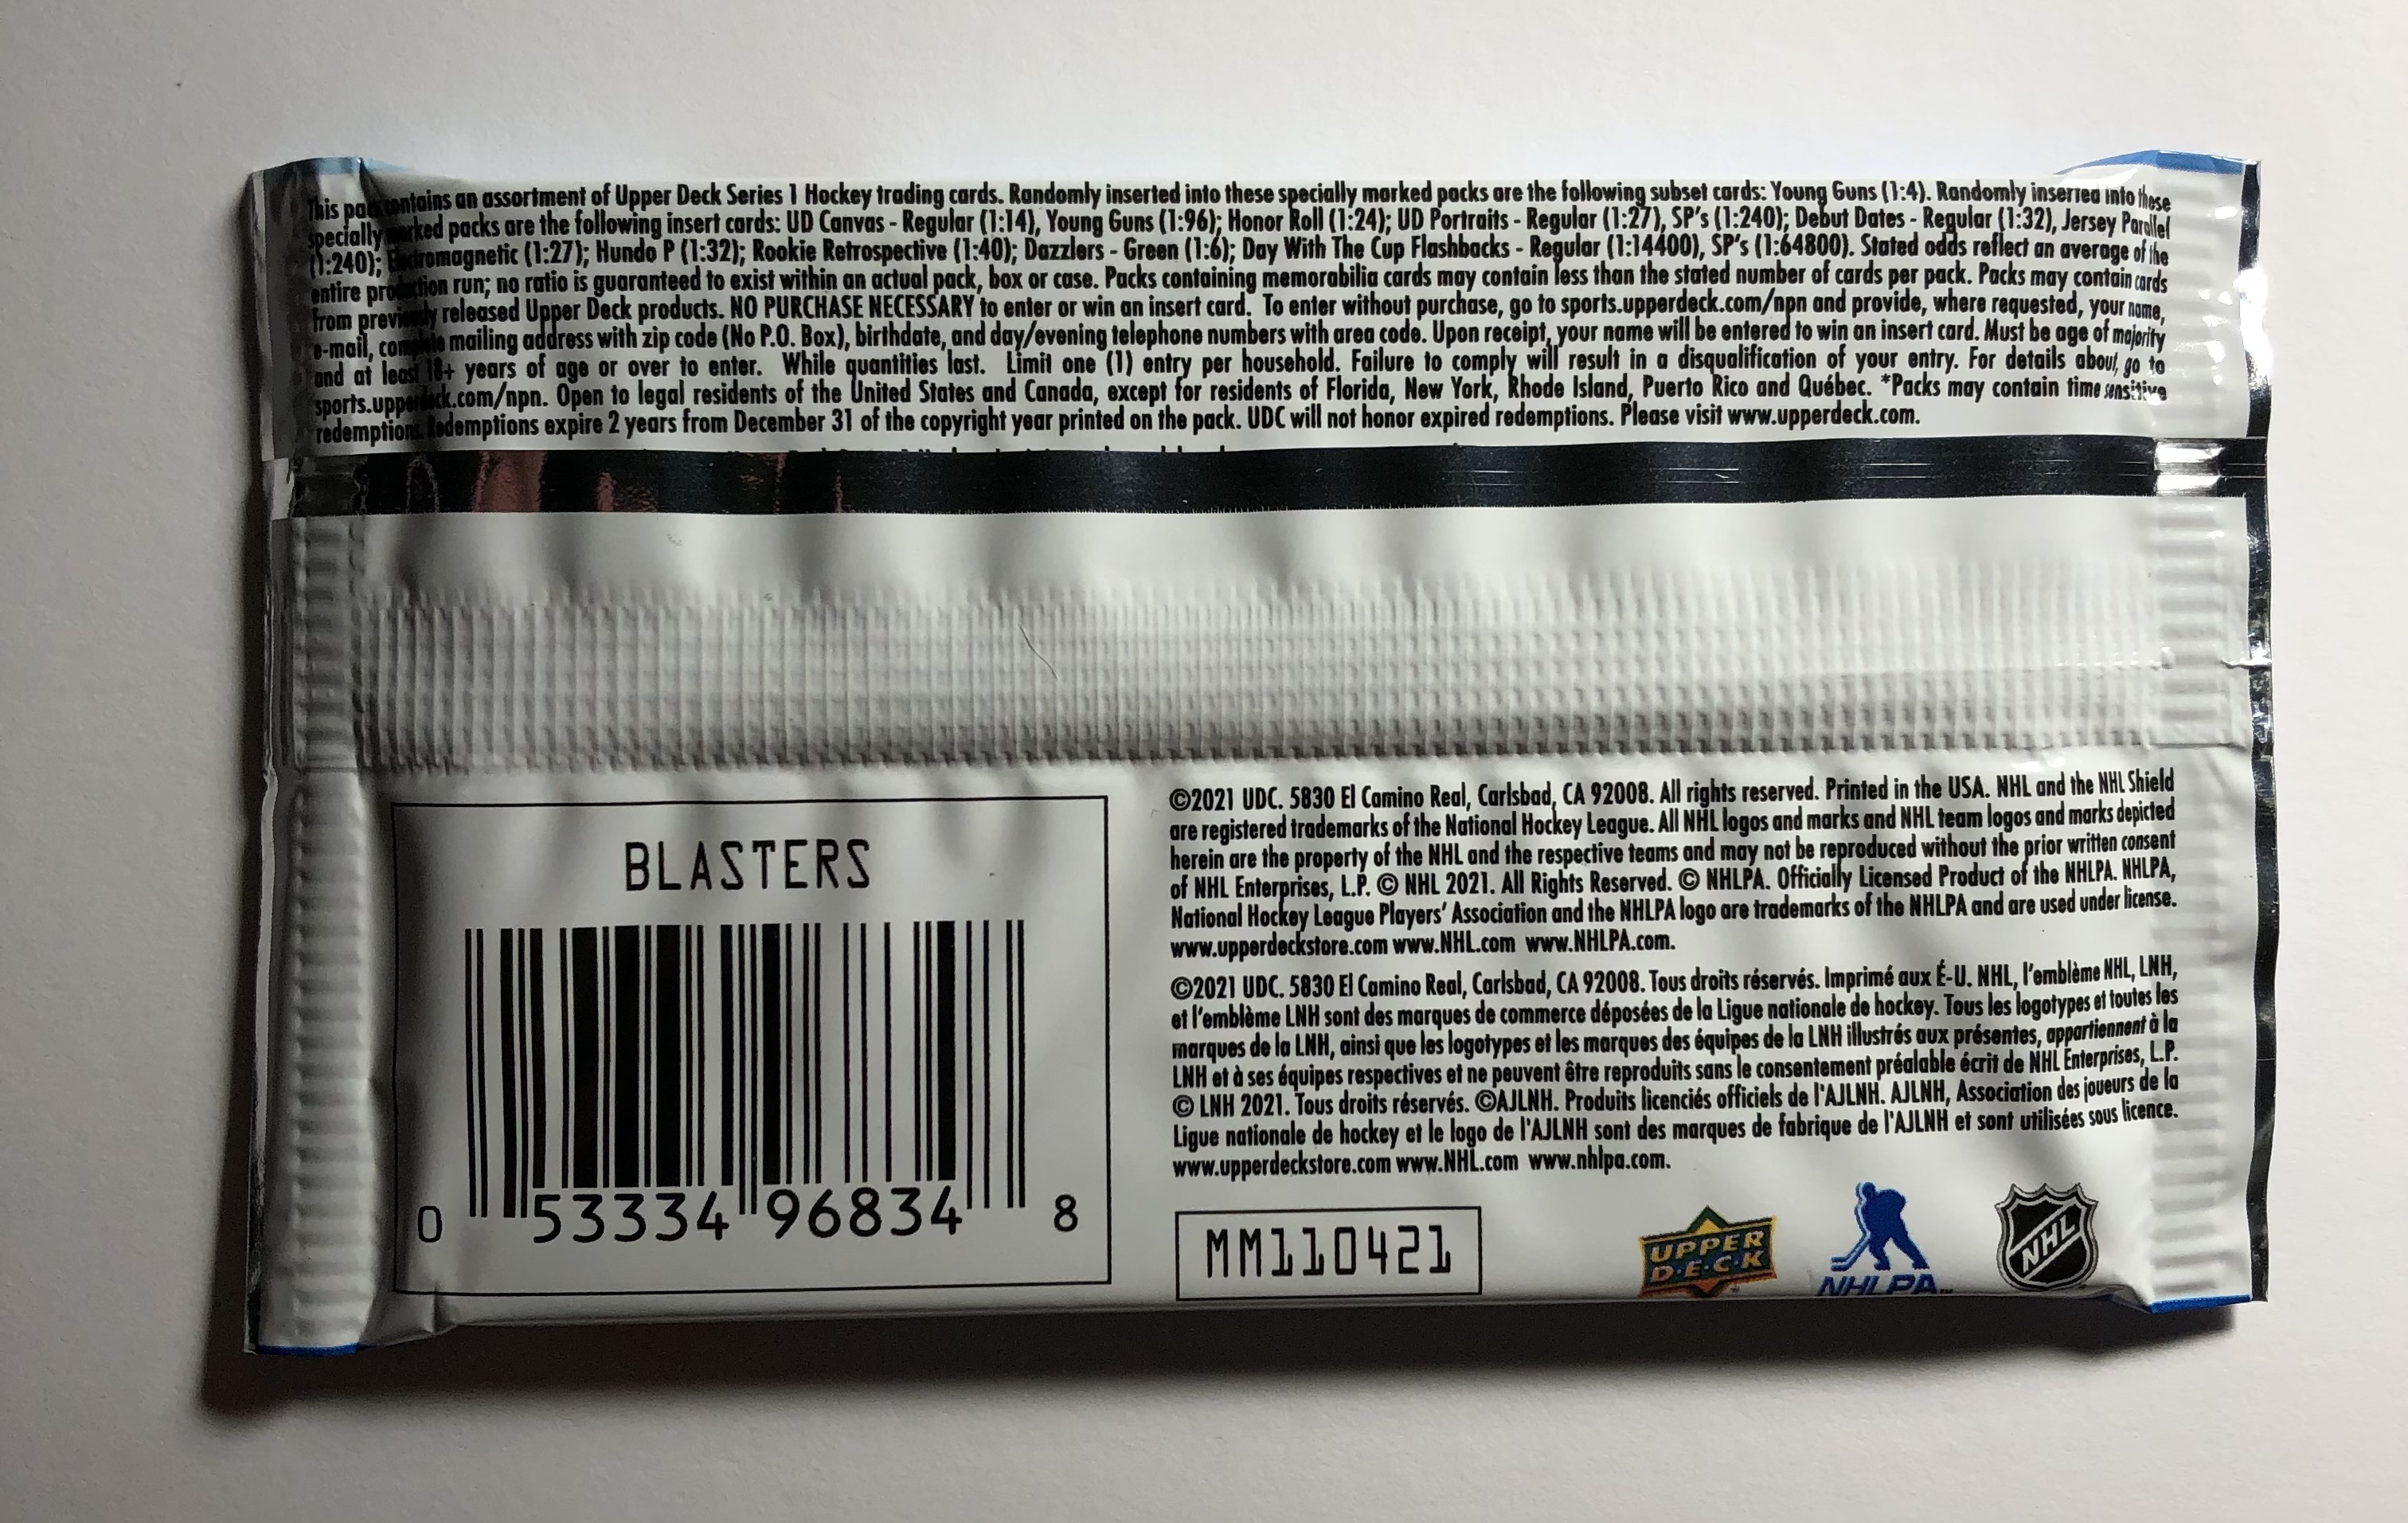 This pack contains an assortment of Upper Deck Series 1 Hockey trading cards. Randomly inserted into these specially marked packs are the following subset cards: Young Guns (1:4). Randomly inserted into these
specially marked packs are the following insert cards: UD Canvas - Regular (1:14), Young Guns (1:96); Honor Roll (1:24); UD Portraits - Regular (1:27), SP's (1:240); Debut Dates - Regular (1:32), Jersey Parallel
(1:240); Electromagnetic (1:27); Hundo P (1:32); Rookie Retrospective (1:40); Dazzlers - Green (1:6); Day With The Cup Flashbacks - Regular (1:14400), SP's (1:64800). Stated odds reflect an average of the
entire production run; no ratio is guaranteed to exist within an actual pack, box or case. Packs containing memorabilia cards may contain less than the stated number of cards per pack. Packs may contain cards
from previously released Upper Deck products. NO PURCHASE NECESSARY to enter or win an insert card. To enter without purchase, go to sports.upperdeck.com/npn and provide, where requested, your name,
e-mail, complete mailing address with zip code (No P.O. Box), birthdate, and day/evening telephone numbers with area code. Upon receipt, your name will be entered to win an insert card. Must be age of majority
and at least 18+ years of age or over to enter. While quantities last. Limit one (1) entry per household. Failure to comply will result in a disqualification of your entry. For details about, go to
sports.upperdeck.com/npn. Open to legal residents of the United States and Canada, except for residents of Florida, New York, Rhode Island, Puerto Rico and Québec. *Packs may contain time sensitive
redemptions. Redemptions expire 2 years from December 31 of the copyright year printed on the pack. UDC will not honor expired redemptions. Please visit www.upperdeck.com.
BLASTERS
0 53334 96834 8
©2021 UDC. 5830 El Camino Real, Carlsbad, CA 92008. All rights reserved. Printed in the USA. NHL and the NHL Shield
are registered trademarks of the National Hockey League. All NHL logos and marks and NHL team logos and marks depicted
herein are the property of the NHL and the respective teams and may not be reproduced without the prior written consent
of NHL Enterprises, L.P. © NHL 2021. All Rights Reserved. © NHLPA. Officially Licensed Product of the NHLPA. NHLPA,
National Hockey League Players' Association and the NHLPA logo are trademarks of the NHLPA and are used under license.
www.upperdeckstore.com www.NHL.com www.NHLPA.com.
©2021 UDC. 5830 El Camino Real, Carlsbad, CA 92008. Tous droits réservés. Imprimé aux É-U. NHL, l'emblème NHL, LNH,
et l'emblème LNH sont des marques de commerce déposées de la Ligue nationale de hockey. Tous les logotypes et toutes les
marques de la LNH, ainsi que les logotypes et les marques des équipes de la LNH illustrés aux présentes, appartiennent à la
LNH et à ses équipes respectives et ne peuvent être reproduits sans le consentement préalable écrit de NHL Enterprises, L.P.
© LNH 2021. Tous droits réservés. ©AJLNH. Produits licenciés officiels de l'AJLNH. AJLNH, Association des joueurs de la
Ligue nationale de hockey et le logo de l'AJLNH sont des marques de fabrique de l'AJLNH et sont utilisées sous licence.
www.upperdeckstore.com www.NHL.com www.nhlpa.com.
MM110421
UPPER
D·E·C·K
NHLPA
NHL